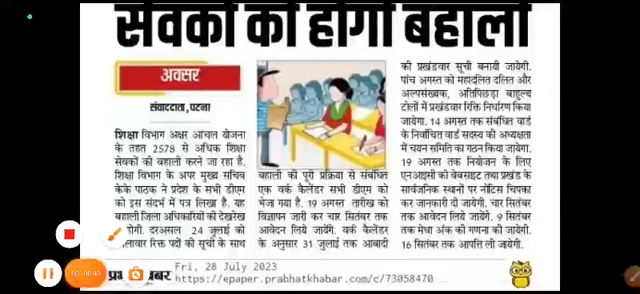 सेवकों की होगी बहाली
अवसर
संवाददाता, पटना
शिक्षा विभाग अक्षर आंचल योजना
के तहत 2578 से अधिक शिक्षा
सेवकों की बहाली करने जा रहा है.
शिक्षा विभाग के अपर मुख्य सचिव
केके पाठक ने प्रदेश के सभी डीएम
को इस संदर्भ में पत्र लिखा है. यह
बहाली जिला अधिकारियों की देखरेख
होगी. दरअसल 24 जुलाई को
रिक्त पदों की सूची के साथ
बहाली की पूरी प्रक्रिया से संबंधित
एक वर्क कैलेंडर सभी डीएम को
भेजा गया है. 19 अगस्त तारीख को
विज्ञापन जारी कर चार सितंबर तक
आवेदन लिये जायेंगे. वर्क कैलेंडर
के अनुसार 31 जुलाई तक आबादी
की प्रखंडवार सूची बनायी जायेगी.
पांच अगस्त को महादलित दलित और
अल्पसंख्यक, अतिपिछड़ा बाहुल्य
टोलों में प्रखंडवार रिक्ति निर्धारण किया
जायेगा. 14 अगस्त तक संबंधित वार्ड
के निर्वाचित वार्ड सदस्य की अध्यक्षता
में चयन समिति का गठन किया जायेगा.
19 अगस्त तक नियोजन के लिए
एनआइसी की वेबसाइट तथा प्रखंड के
सार्वजनिक स्थानों पर नोटिस चिपका
कर जानकारी दी जायेगी. चार सितंबर
तक आवेदन लिये जायेंगे. 9 सितंबर
तक मेधा अंक की गणना की जायेगी.
16 सितंबर तक आपत्ति ली जायेगी.
Fri, 28 July 2023
https://epaper.prabhatkhabar.com/c/73058470